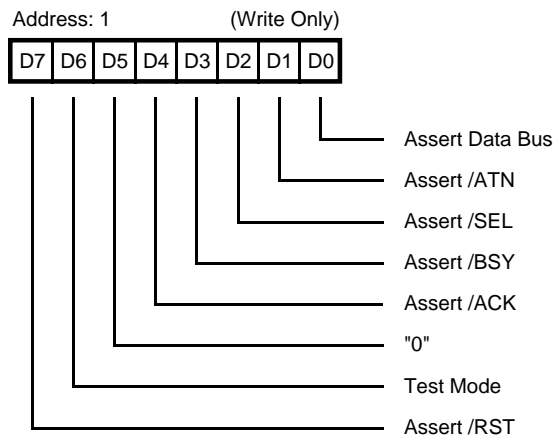 Address: 1 (Write Only)
D7 D6 D5 D4 D3 D2 D1 D0
Assert Data Bus
Assert /ATN
Assert /SEL
Assert /BSY
Assert /ACK
"0"
Test Mode
Assert /RST